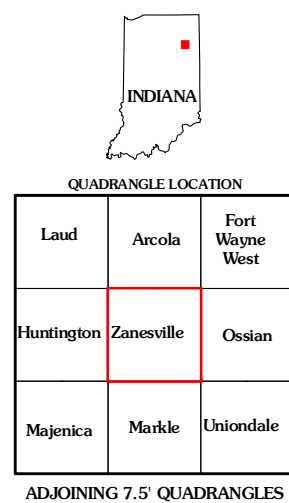 INDIANA
QUADRANGLE LOCATION
Laud
Arcola
Fort
Wayne
West
Huntington
Zanesville
Ossian
Majenica
Markle
Uniondale
ADJOINING 7.5' QUADRANGLES